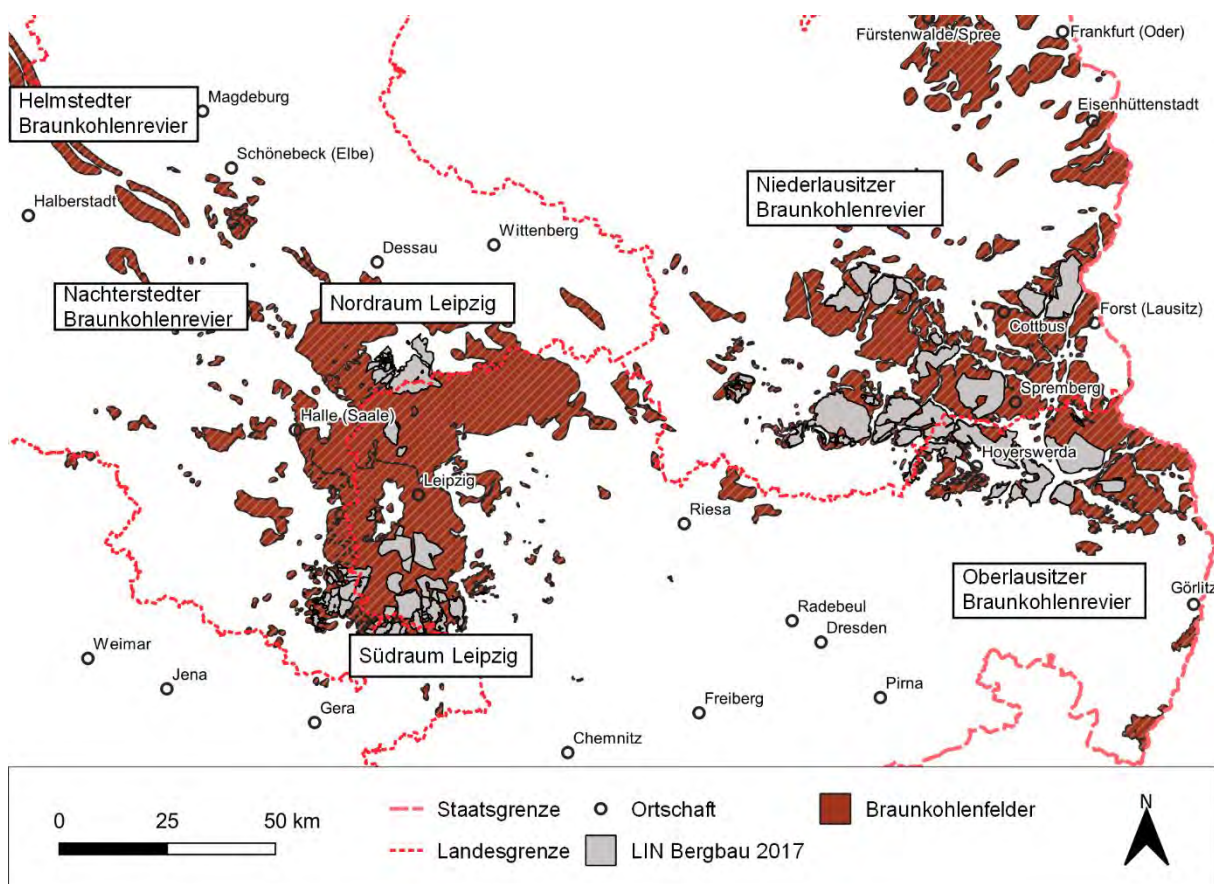 Fürstenwalde/Spree
Frankfurt (Oder)
Helmstedter
Braunkohlenrevier
Magdeburg
Eisenhüttenstadt
Schönebeck (Elbe)
Halberstadt
Niederlausitzer
Braunkohlenrevier
Wittenberg
Dessau
Nachterstedter
Braunkohlenrevier
Nordraum Leipzig
Cottbus
Forst (Lausitz)
Spremberg
Halle (Saale)
Hoyerswerda
Leipzig
Riesa
Oberlausitzer
Braunkohlenrevier
Görlitz
Radebeul
Dresden
Südraum Leipzig
Weimar
Jena
Pirna
Freiberg
Gera
Chemnitz
0 25 50 km
Staatsgrenze
Ortschaft
Braunkohlenfelder
Landesgrenze
LIN Bergbau 2017
N